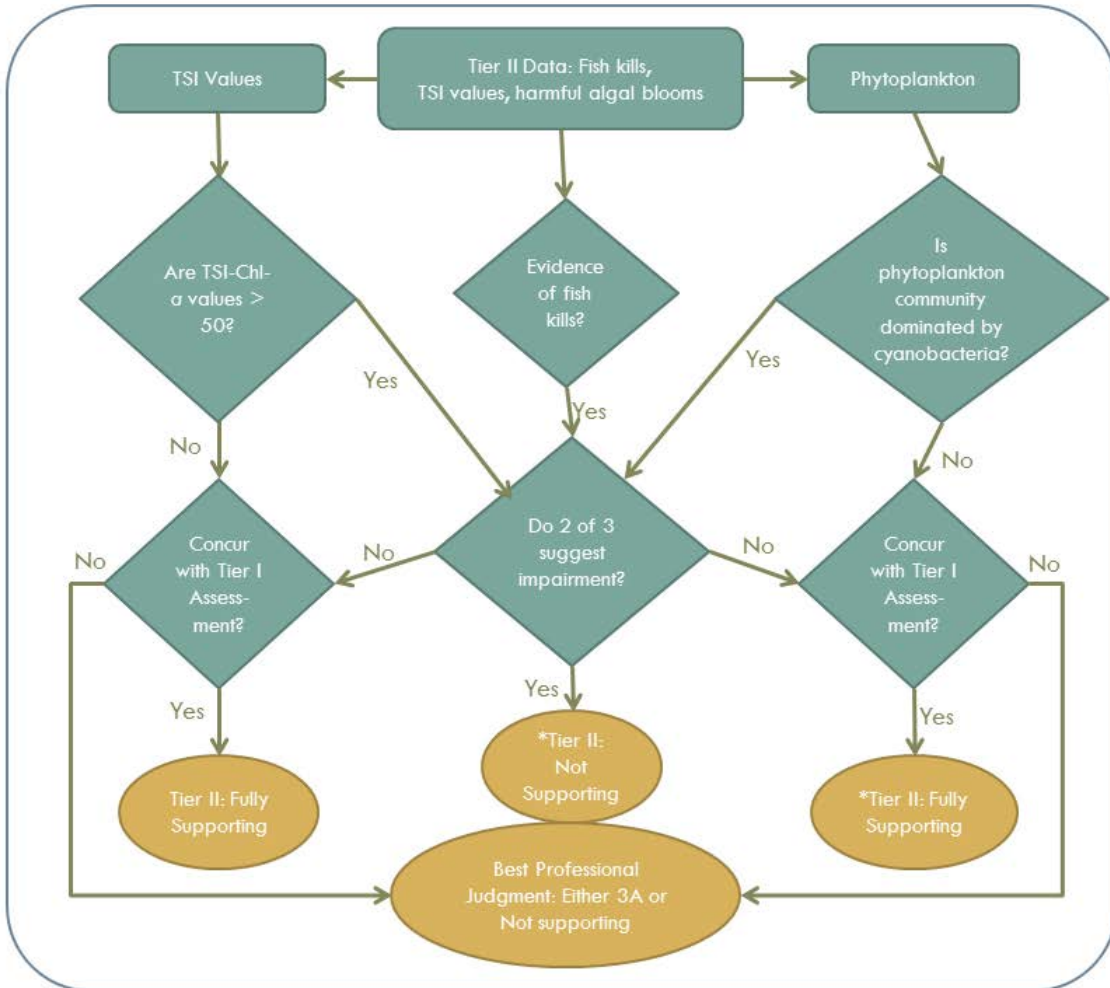 TSI Values
Tier II Data: Fish kills,
TSI values, harmful algal blooms
Phytoplankton
Are TSI-Chl-
a values >
50?
Evidence
of fish
kills?
Is
phytoplankton
community
dominated by
cyanobacteria?
Yes
Yes
Yes
No
No
Concur
with Tier I
Assess-
ment?
Do 2 of 3
suggest
impairment?
Concur
with Tier I
Assess-
ment?
No
No
No
No
Yes
Yes
Yes
Tier II: Fully
Supporting
*Tier II:
Not
Supporting
*Tier II: Fully
Supporting
Best Professional
Judgment: Either 3A or
Not supporting